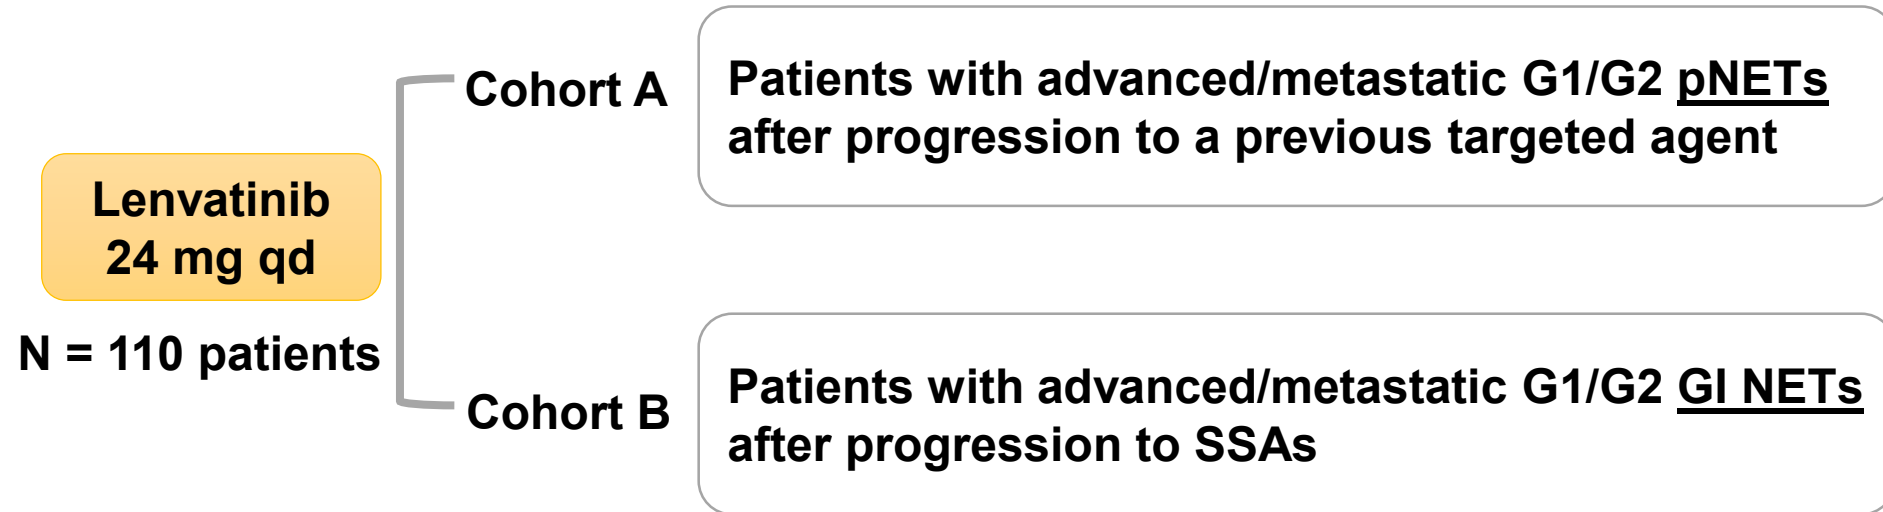 Lenvatinib
24 mg qd
N = 110 patients
Cohort A
Patients with advanced/metastatic G1/G2 pNETs
after progression to a previous targeted agent
Cohort B
Patients with advanced/metastatic G1/G2 GI NETs
after progression to SSAs